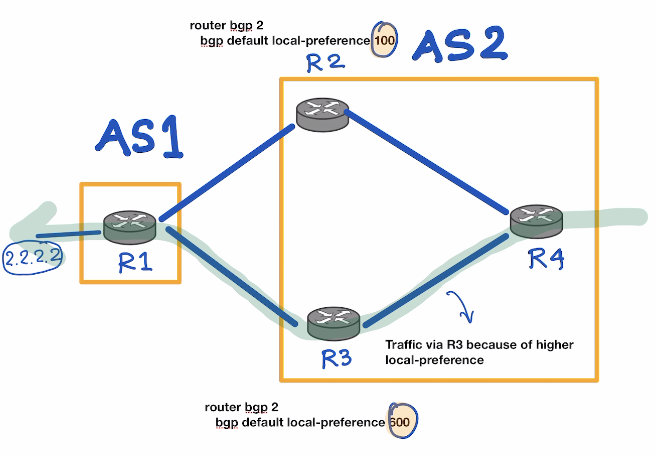 router bgp 2
bgp default local-preference 100
AS2
R2
AS1
2.2.2.2
R1
R4
R3
Traffic via R3 because of higher
local-preference
router bgp 2
bgp default local-preference 600